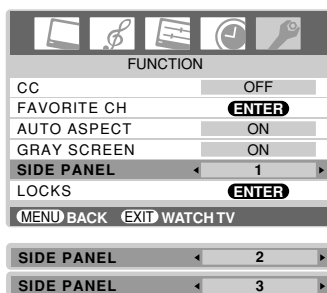 FUNCTION
CC OFF
FAVORITE CH ENTER
AUTO ASPECT ON
GRAY SCREEN ON
SIDE PANEL 1
LOCKS ENTER
MENU BACK EXIT WATCH TV
SIDE PANEL 2
SIDE PANEL 3